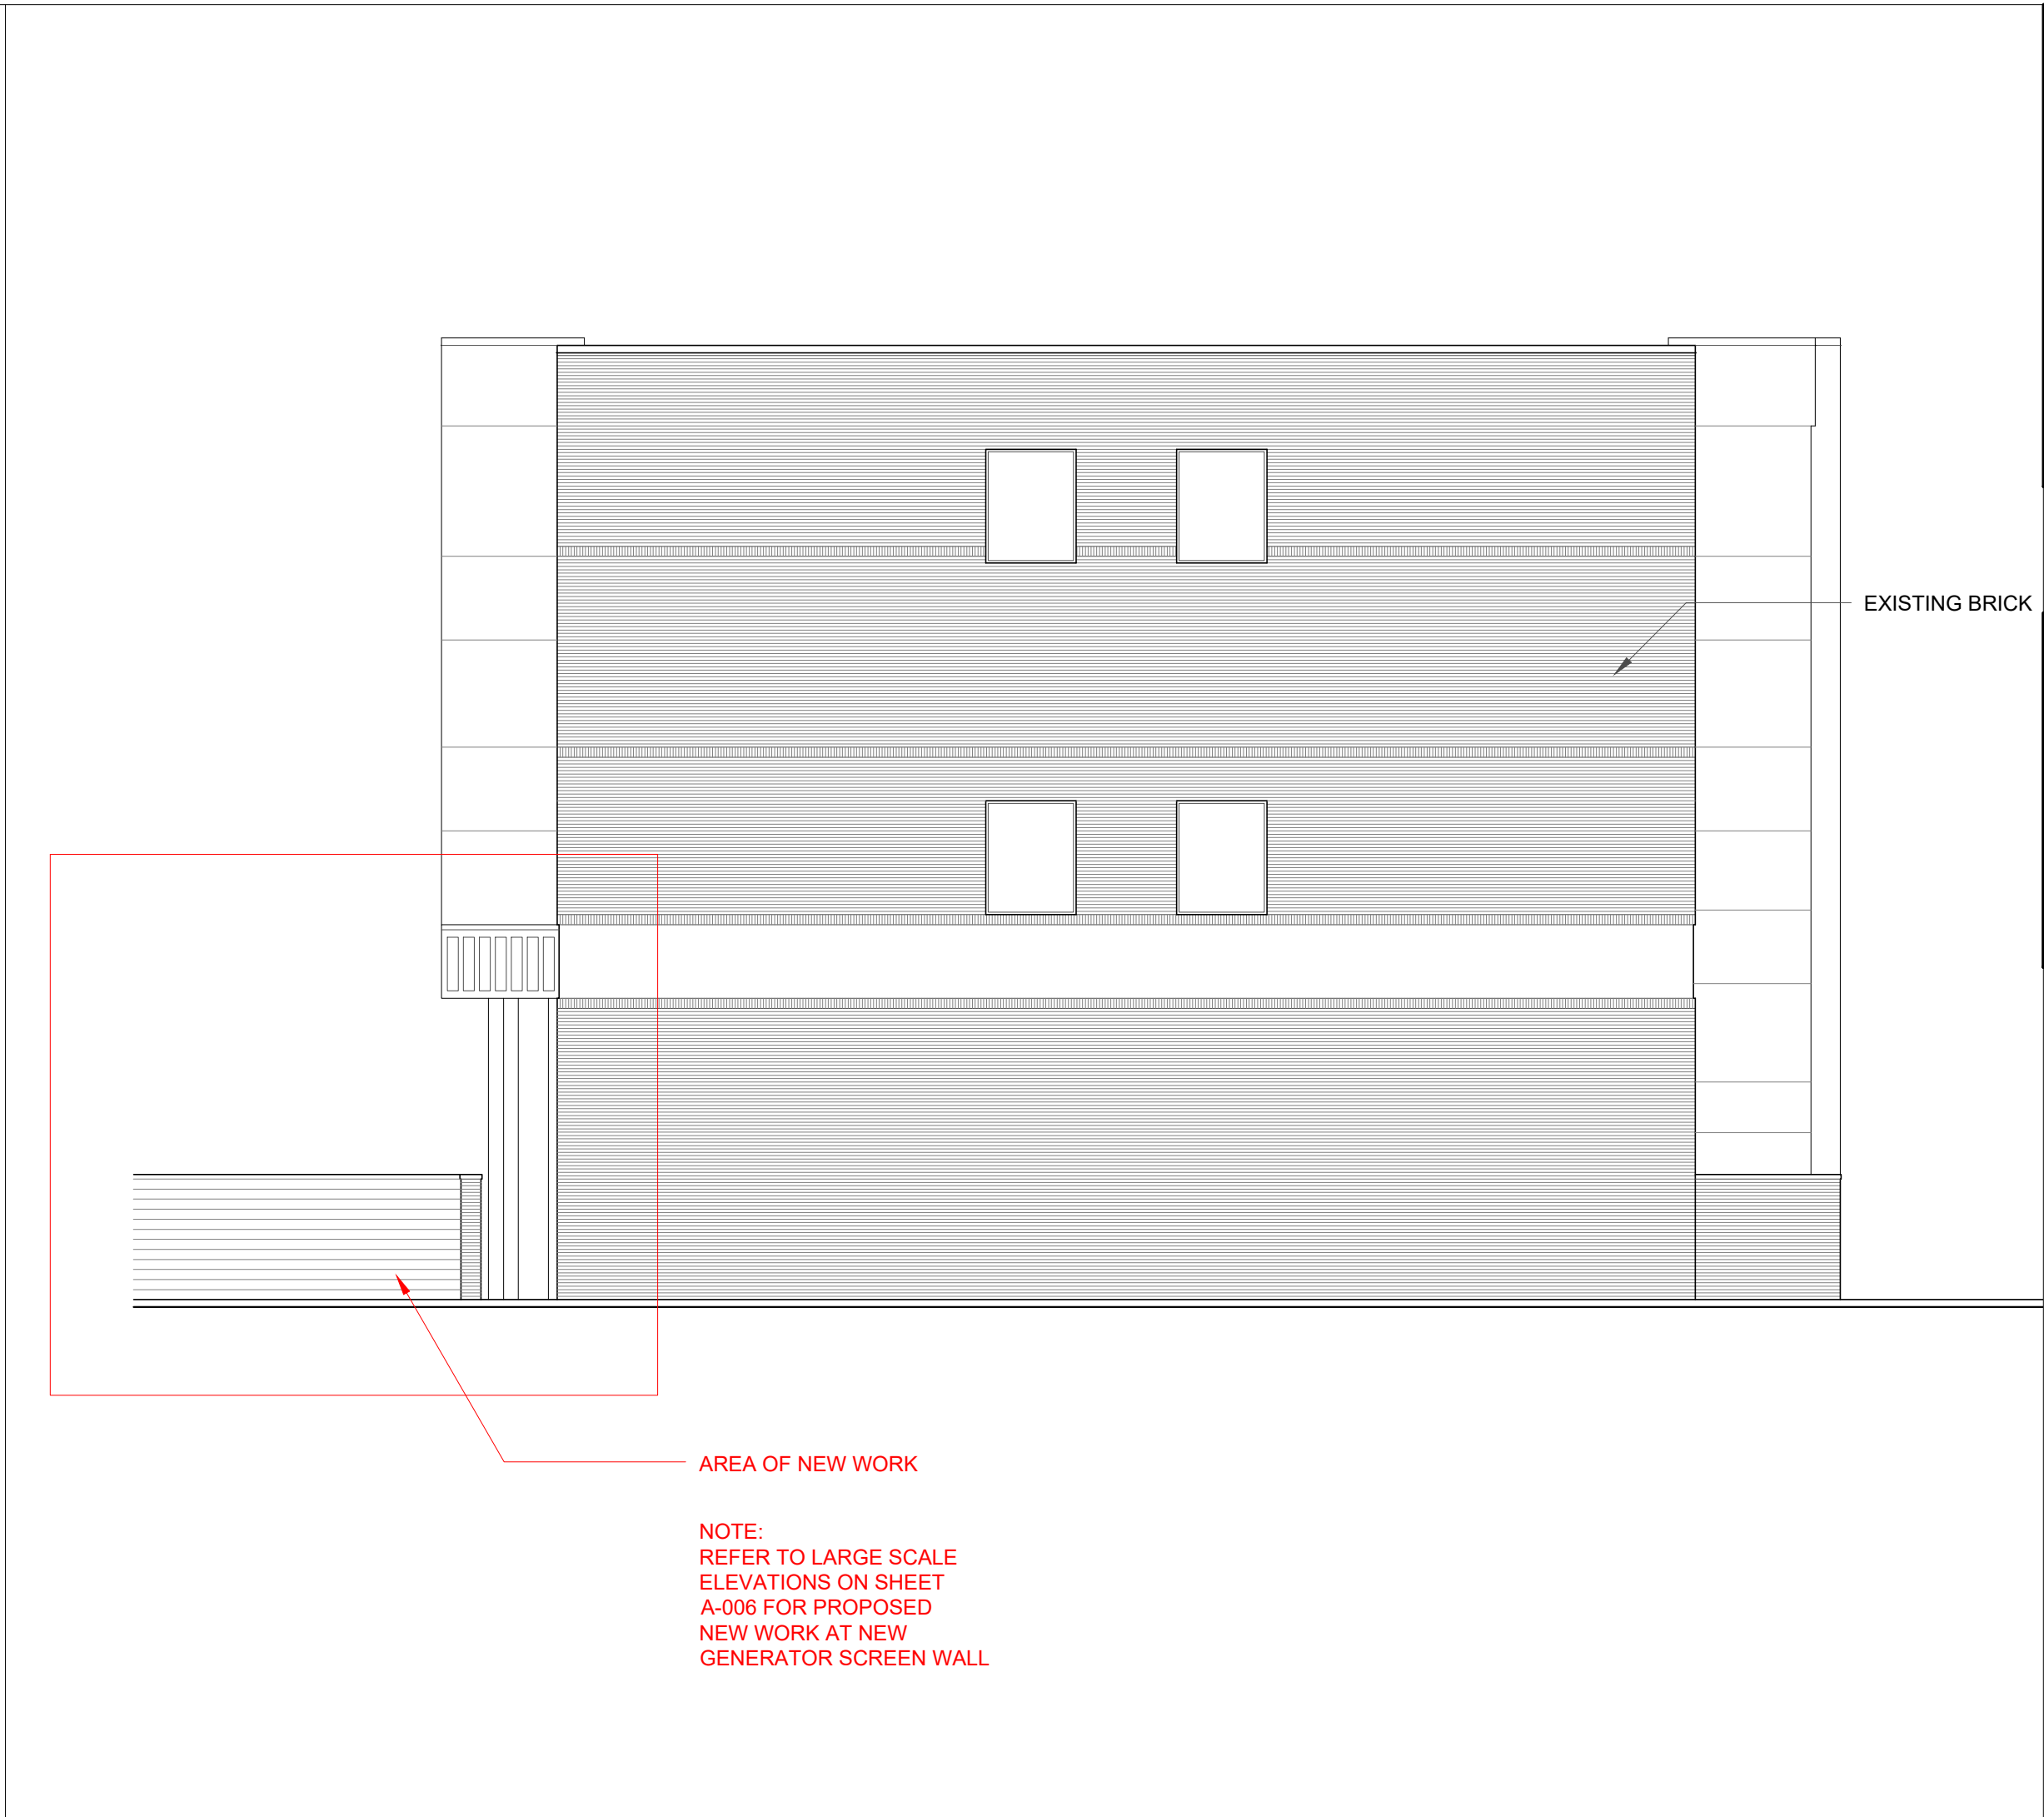 EXISTING BRICK
AREA OF NEW WORK
NOTE:
REFER TO LARGE SCALE
ELEVATIONS ON SHEET
A-006 FOR PROPOSED
NEW WORK AT NEW
GENERATOR SCREEN WALL